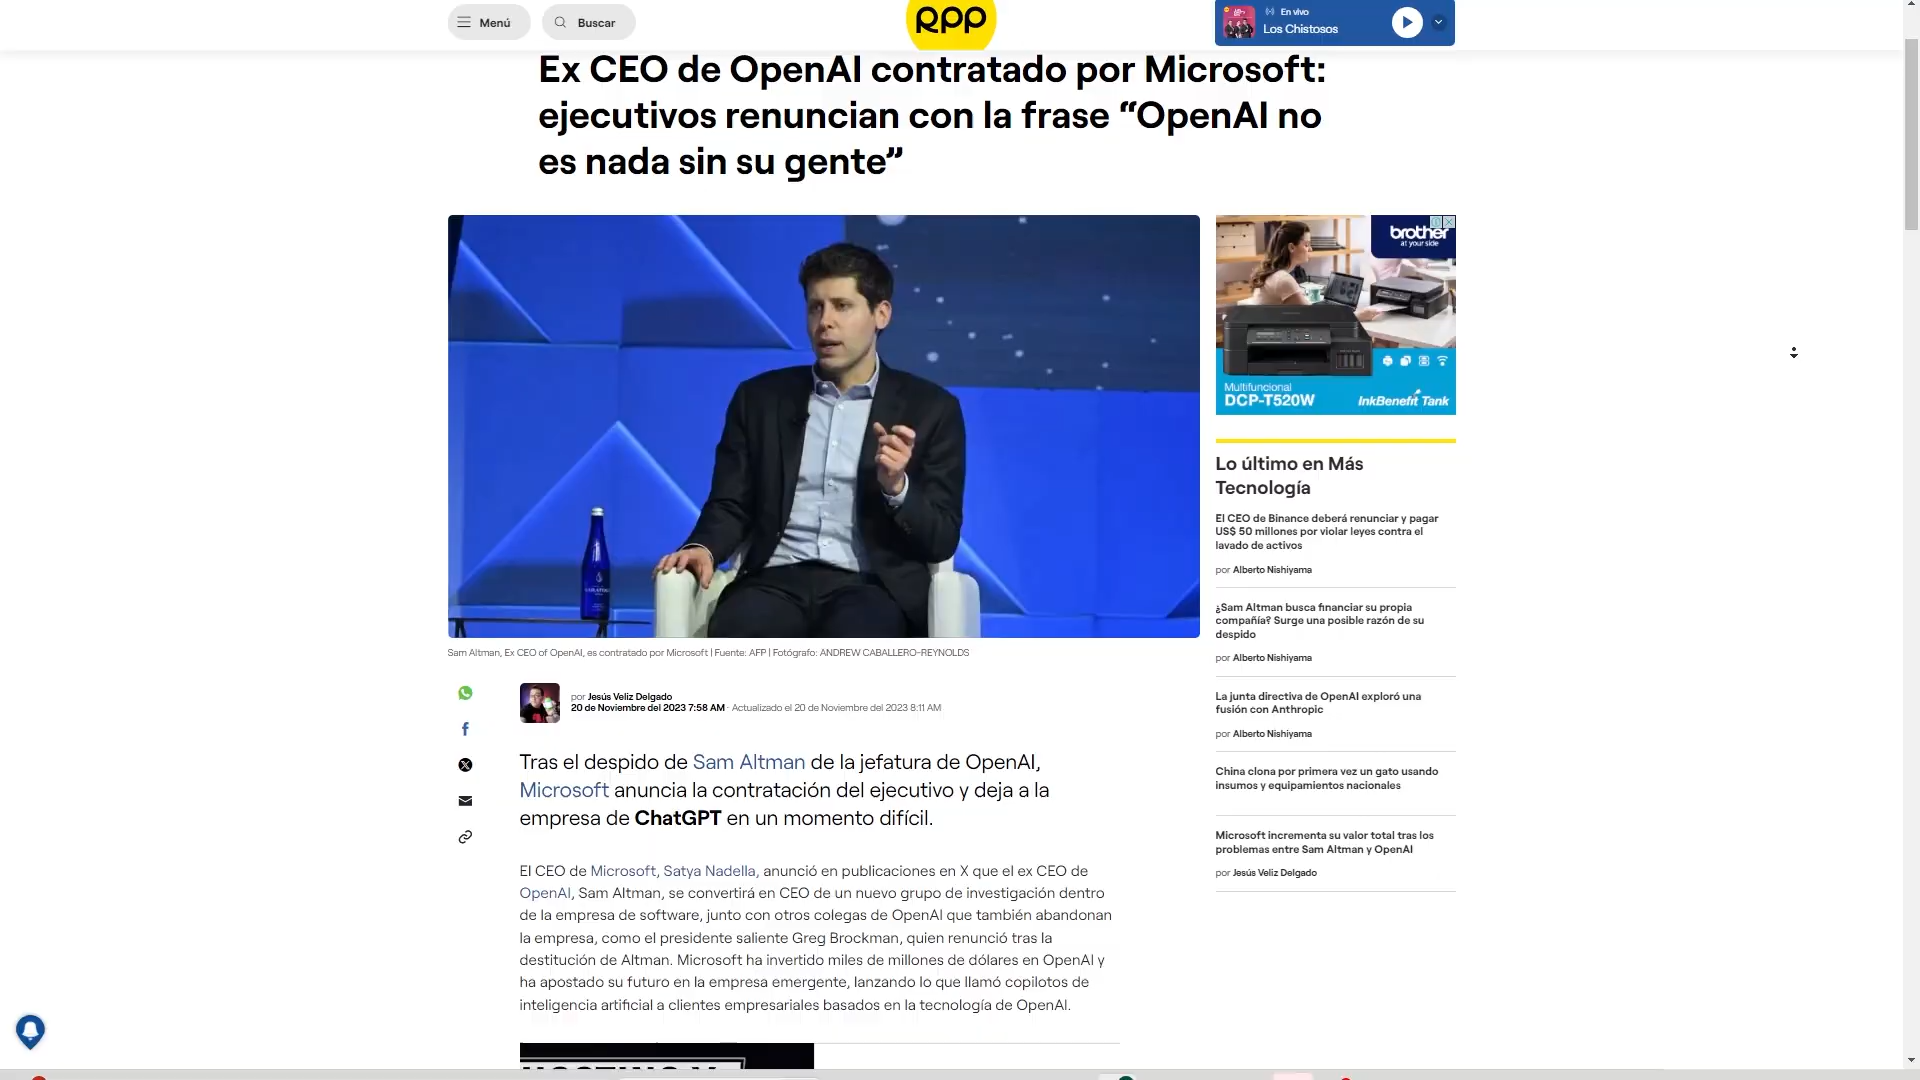 Menú
Buscar
RPP
En vivo
Los Chistosos
Ex CEO de OpenAI contratado por Microsoft:
ejecutivos renuncian con la frase “OpenAI no
es nada sin su gente”
brother
at your side
Multifuncional
DCP-T520W
InkBenefit Tank
Sam Altman, Ex CEO of OpenAI, es contratado por Microsoft | Fuente: AFP | Fotógrafo: ANDREW CABALLERO-REYNOLDS
por Jesús Veliz Delgado
20 de Noviembre del 2023 7:58 AM · Actualizado el 20 de Noviembre del 2023 8:11 AM
Tras el despido de Sam Altman de la jefatura de OpenAI,
Microsoft anuncia la contratación del ejecutivo y deja a la
empresa de ChatGPT en un momento difícil.
El CEO de Microsoft, Satya Nadella, anunció en publicaciones en X que el ex CEO de
OpenAI, Sam Altman, se convertirá en CEO de un nuevo grupo de investigación dentro
de la empresa de software, junto con otros colegas de OpenAI que también abandonan
la empresa, como el presidente saliente Greg Brockman, quien renunció tras la
destitución de Altman. Microsoft ha invertido miles de millones de dólares en OpenAI y
ha apostado su futuro en la empresa emergente, lanzando lo que llamó copilotos de
inteligencia artificial a clientes empresariales basados en la tecnología de OpenAI.
Lo último en Más
Tecnología
El CEO de Binance deberá renunciar y pagar
US$ 50 millones por violar leyes contra el
lavado de activos
por Alberto Nishiyama
¿Sam Altman busca financiar su propia
compañía? Surge una posible razón de su
despido
por Alberto Nishiyama
La junta directiva de OpenAI exploró una
fusión con Anthropic
por Alberto Nishiyama
China clona por primera vez un gato usando
insumos y equipamientos nacionales
Microsoft incrementa su valor total tras los
problemas entre Sam Altman y OpenAI
por Jesús Veliz Delgado